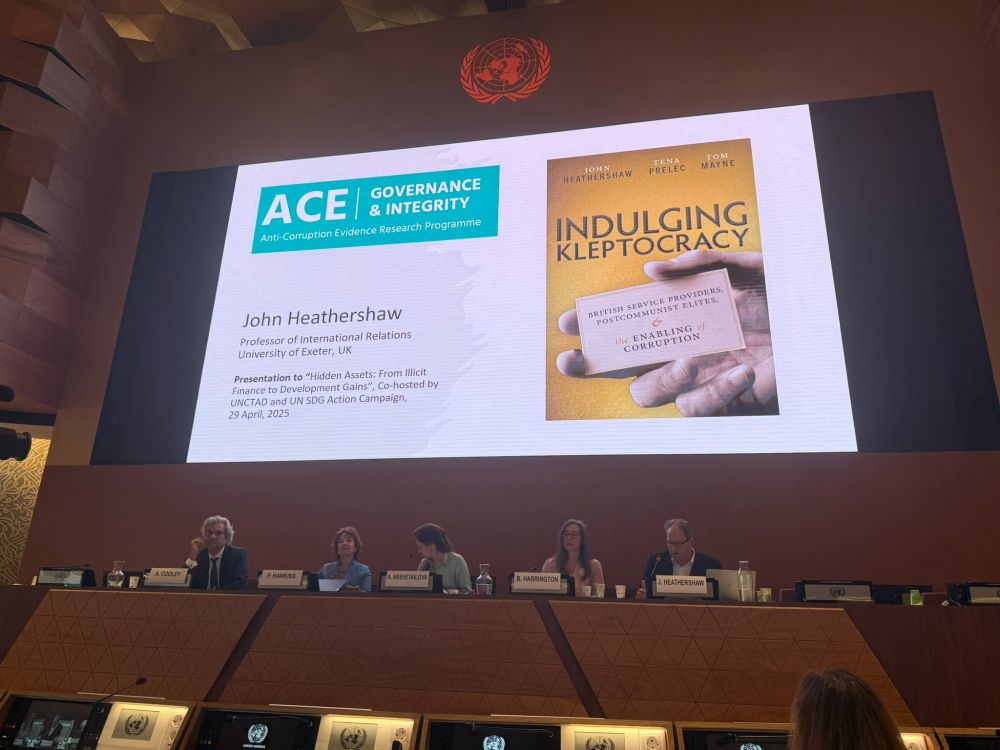 ACE
GOVERNANCE
& INTEGRITY
Anti-Corruption Evidence Research Programme
John Heathershaw
Professor of International Relations
University of Exeter, UK
Presentation to “Hidden Assets: From Illicit
Finance to Development Gains”, Co-hosted by
UNCTAD and UN SDG Action Campaign,
29 April, 2025
JOHN
HEATHERSHAW
TENA
PRELEC
TOM
MAYNE
INDULGING
KLEPTOCRACY
BRITISH SERVICE PROVIDERS,
POSTCOMMUNIST ELITES,
&
the ENABLING of
CORRUPTION
A. COOLEY
P. HAWKINS
A. NESVETAILOVA
B. HARRINGTON
J. HEATHERSHAW
UNITED NATIONS